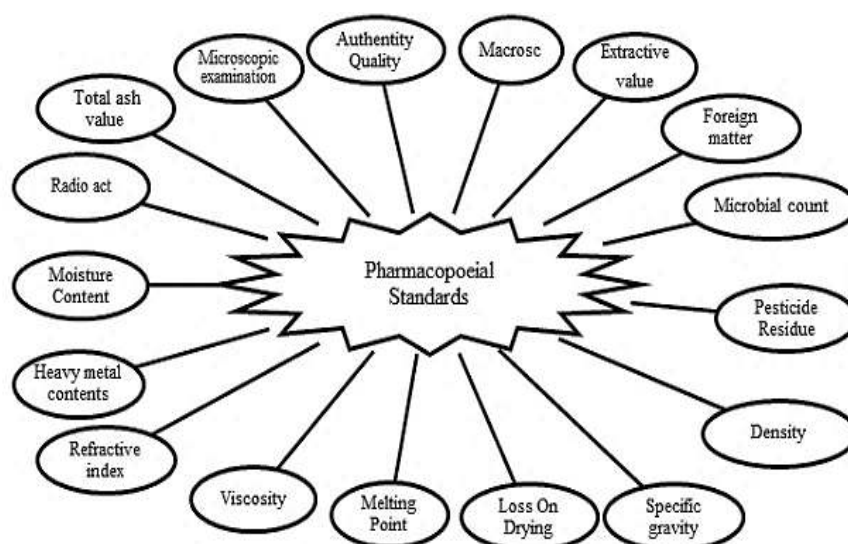 Authentity
Quality
Macrosc
Microscopic
examination
Extractive
value
Total ash
value
Foreign
matter
Radio act
Microbial count
Pharmacopoeial
Standards
Moisture
Content
Pesticide
Residue
Heavy metal
contents
Density
Refractive
index
Viscosity
Melting
Point
Loss On
Drying
Specific
gravity